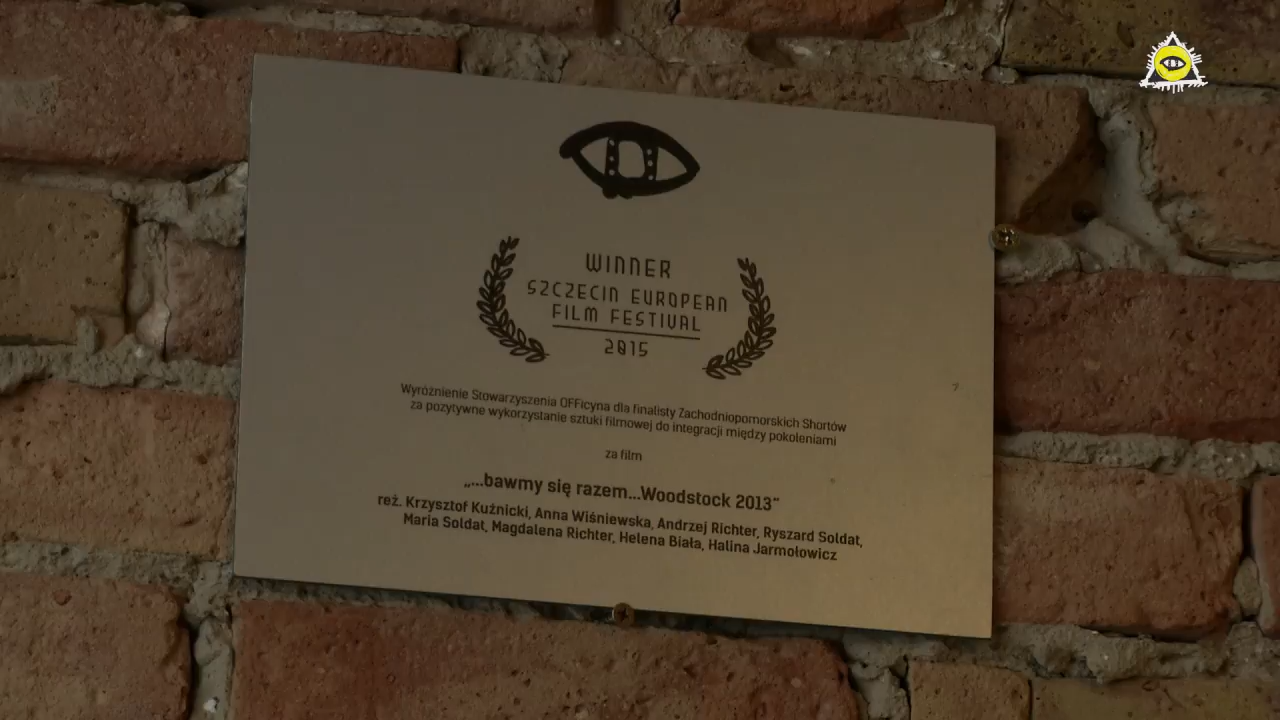 WINNER
SZCZECIN EUROPEAN
FILM FESTIVAL
2015
Wyróżnienie Stowarzyszenia OFFicyna dla finalisty Zachodniopomorskich Shortów
za pozytywne wykorzystanie sztuki filmowej do integracji między pokoleniami
za film
„...bawmy się razem...Woodstock 2013”
reż. Krzysztof Kuźnicki, Anna Wiśniewska, Andrzej Richter, Ryszard Soldat,
Maria Soldat, Magdalena Richter, Helena Biała, Halina Jarmołowicz